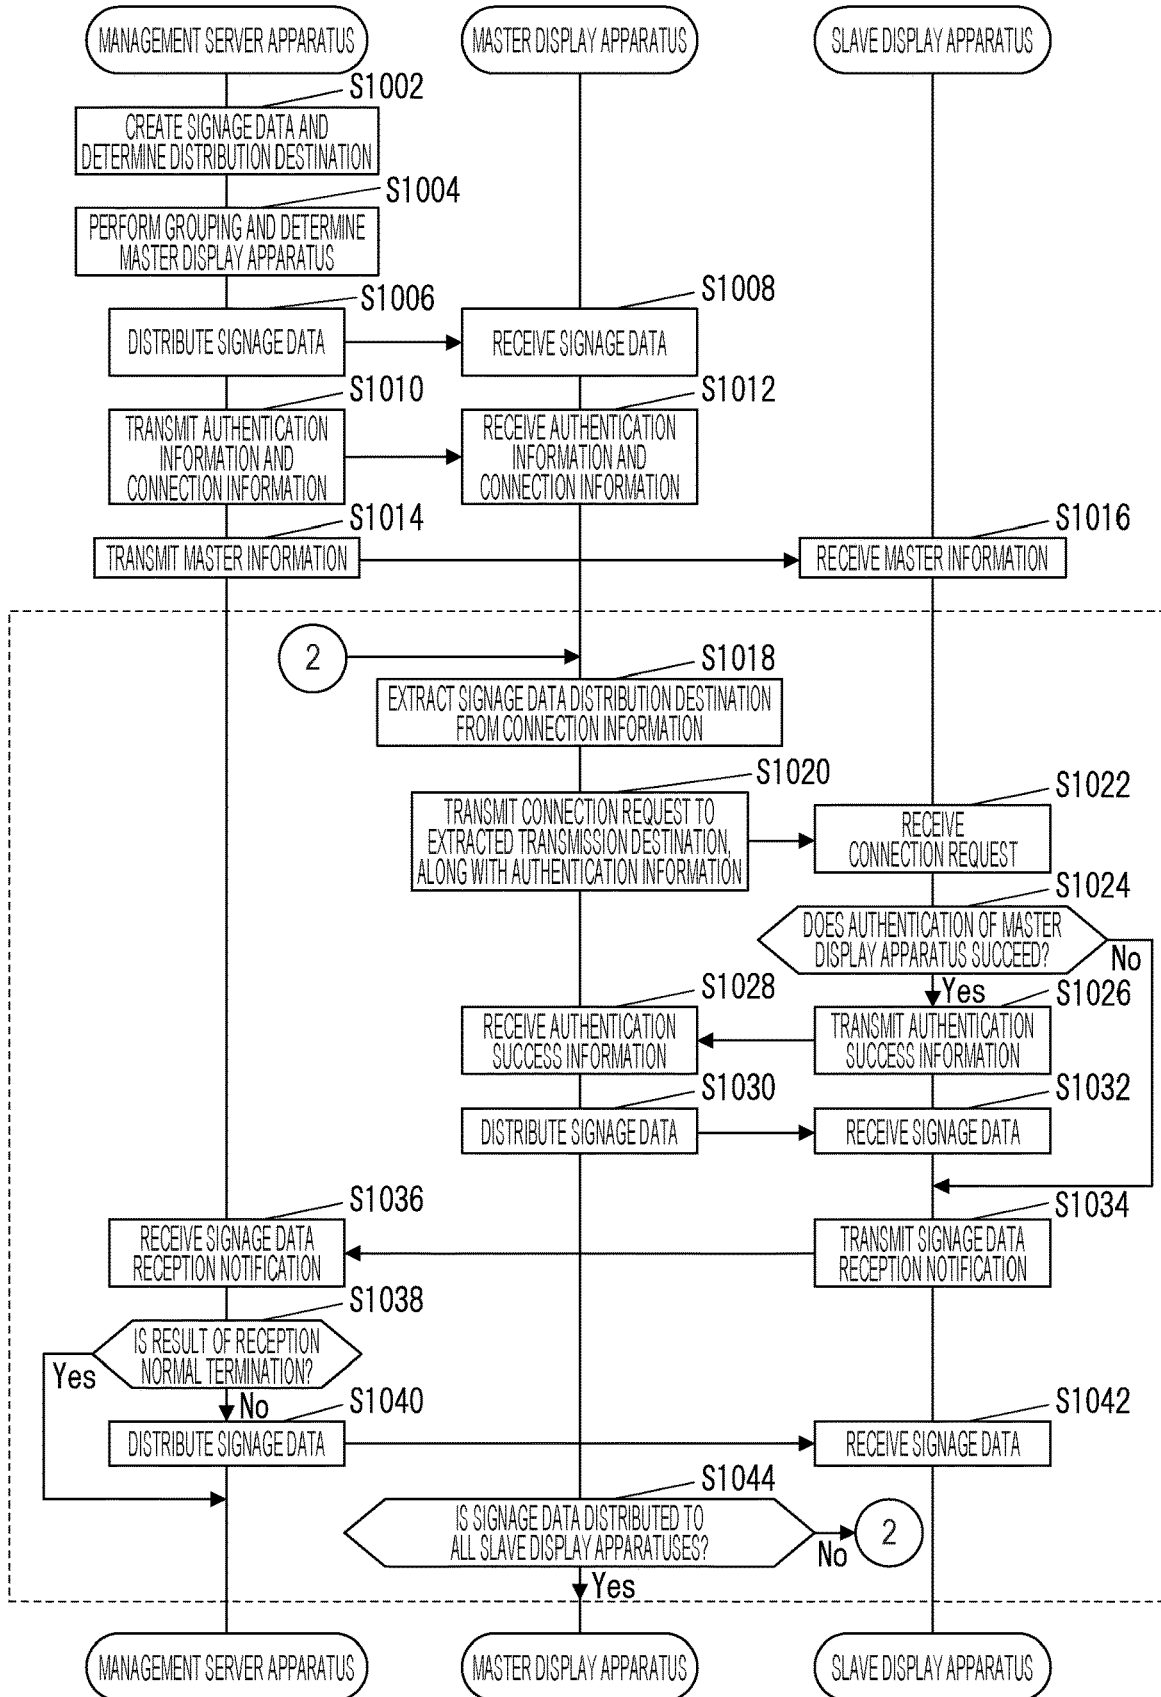 MANAGEMENT SERVER APPARATUS
MASTER DISPLAY APPARATUS
SLAVE DISPLAY APPARATUS
S1002
CREATE SIGNAGE DATA AND
DETERMINE DISTRIBUTION DESTINATION
S1004
PERFORM GROUPING AND DETERMINE
MASTER DISPLAY APPARATUS
S1006
DISTRIBUTE SIGNAGE DATA
S1008
RECEIVE SIGNAGE DATA
S1010
TRANSMIT AUTHENTICATION
INFORMATION AND
CONNECTION INFORMATION
S1012
RECEIVE AUTHENTICATION
INFORMATION AND
CONNECTION INFORMATION
S1014
TRANSMIT MASTER INFORMATION
S1016
RECEIVE MASTER INFORMATION
2
S1018
EXTRACT SIGNAGE DATA DISTRIBUTION DESTINATION
FROM CONNECTION INFORMATION
S1020
TRANSMIT CONNECTION REQUEST TO
EXTRACTED TRANSMISSION DESTINATION,
ALONG WITH AUTHENTICATION INFORMATION
S1022
RECEIVE
CONNECTION REQUEST
S1024
DOES AUTHENTICATION OF MASTER
DISPLAY APPARATUS SUCCEED?
No
Yes
S1026
TRANSMIT AUTHENTICATION
SUCCESS INFORMATION
S1028
RECEIVE AUTHENTICATION
SUCCESS INFORMATION
S1030
DISTRIBUTE SIGNAGE DATA
S1032
RECEIVE SIGNAGE DATA
S1034
TRANSMIT SIGNAGE DATA
RECEPTION NOTIFICATION
S1036
RECEIVE SIGNAGE DATA
RECEPTION NOTIFICATION
S1038
IS RESULT OF RECEPTION
NORMAL TERMINATION?
Yes
No
S1040
DISTRIBUTE SIGNAGE DATA
S1042
RECEIVE SIGNAGE DATA
S1044
IS SIGNAGE DATA DISTRIBUTED TO
ALL SLAVE DISPLAY APPARATUSES?
No
2
Yes
MANAGEMENT SERVER APPARATUS
MASTER DISPLAY APPARATUS
SLAVE DISPLAY APPARATUS